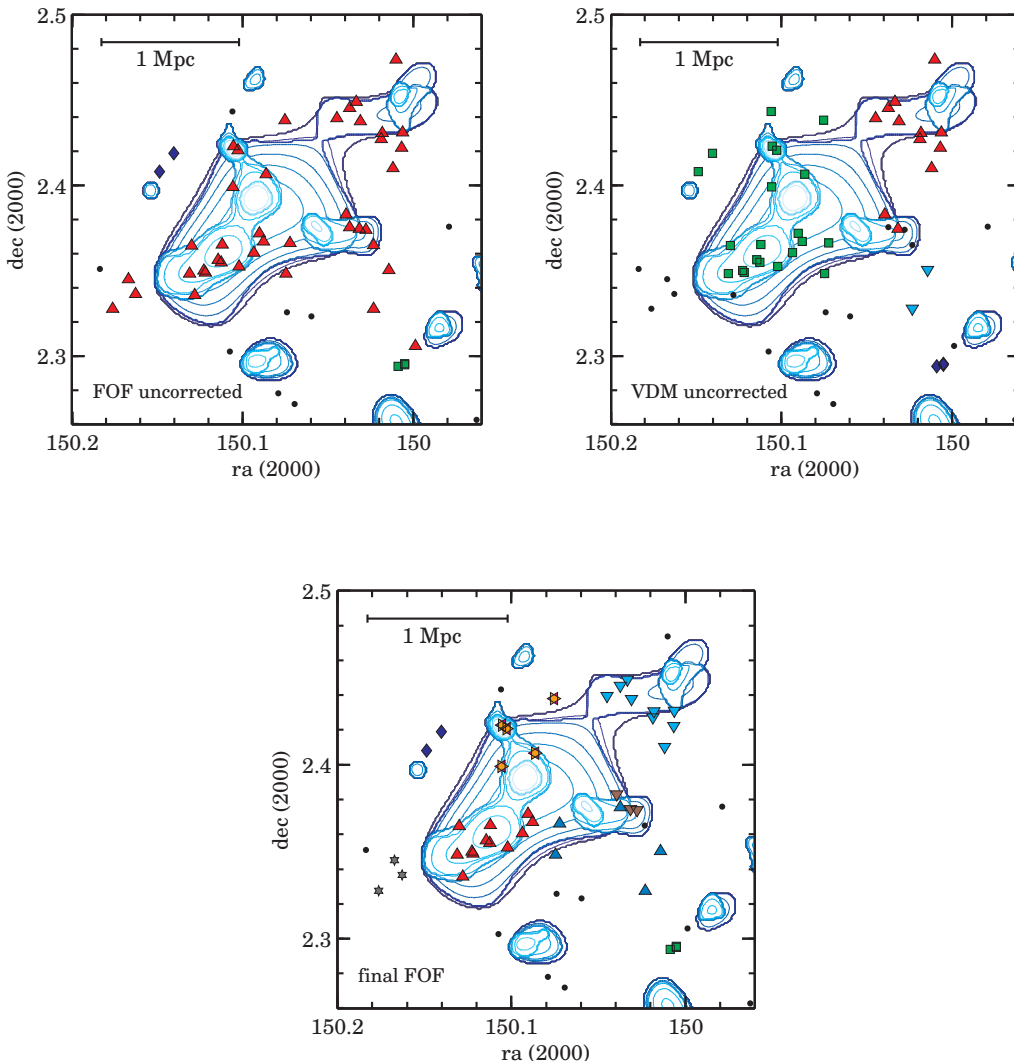 2.5
1 Mpc
2.4
dec (2000)
2.3
FOF uncorrected
150.2
150.1
150
ra (2000)
2.5
1 Mpc
2.4
dec (2000)
2.3
VDM uncorrected
150.2
150.1
150
ra (2000)
2.5
1 Mpc
2.4
dec (2000)
2.3
final FOF
150.2
150.1
150
ra (2000)